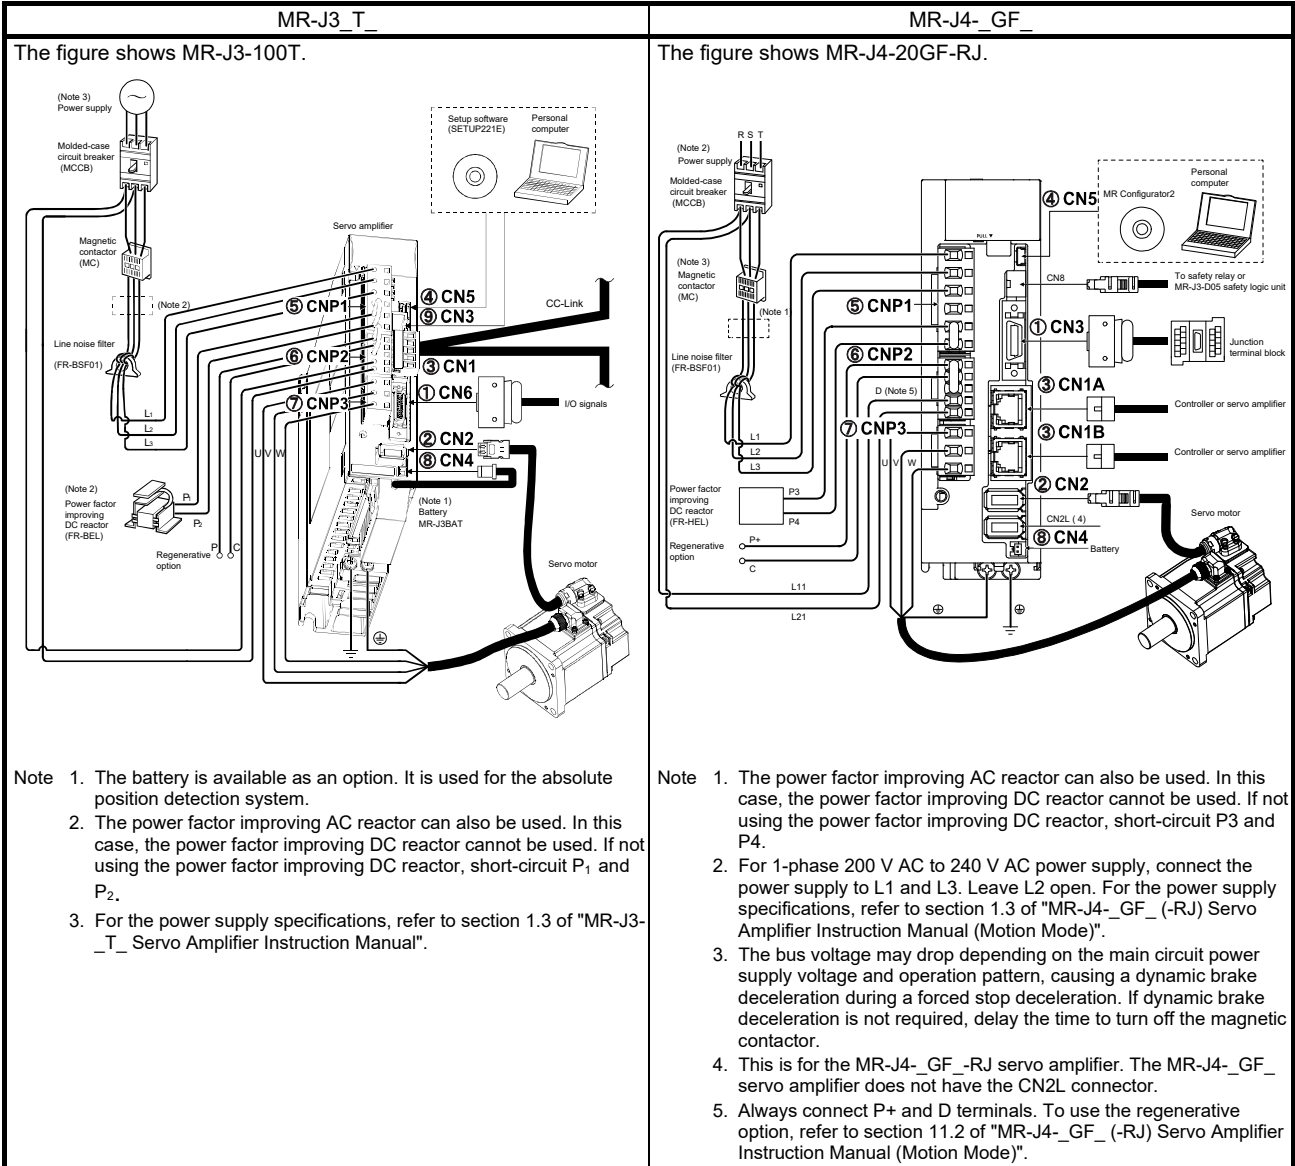 MR-J3_T_
MR-J4-_GF_
The figure shows MR-J3-100T.
(Note 3)
Power supply
Molded-case
circuit breaker
(MCCB)
Magnetic
contactor
(MC)
(Note 2)
Line noise filter
(FR-BSF01)
L1
L2
L3
(Note 2)
Power factor
improving
DC reactor
(FR-BEL)
P1
P2
Regenerative
option
P C
U V W
Setup software
(SETUP221E)
Personal
computer
Servo amplifier
⑤ CNP1
⑥ CNP2
⑦ CNP3
④ CN5
⑨ CN3
CC-Link
③ CN1
① CN6
I/O signals
② CN2
⑧ CN4
(Note 1)
Battery
MR-J3BAT
Servo motor
Note 1. The battery is available as an option. It is used for the absolute
position detection system.
2. The power factor improving AC reactor can also be used. In this
case, the power factor improving DC reactor cannot be used. If not
using the power factor improving DC reactor, short-circuit P1 and
P2.
3. For the power supply specifications, refer to section 1.3 of "MR-J3-
_T_ Servo Amplifier Instruction Manual".
The figure shows MR-J4-20GF-RJ.
R S T
(Note 2)
Power supply
Molded-case
circuit breaker
(MCCB)
(Note 3)
Magnetic
contactor
(MC)
(Note 1)
Line noise filter
(FR-BSF01)
L1
L2
L3
Power factor
improving
DC reactor
(FR-HEL)
P3
P4
Regenerative
option
P+
C
L11
L21
PULL ▼
⑤ CNP1
⑥ CNP2
D (Note 5)
⑦ CNP3
U V W
④ CN5
MR Configurator2
Personal
computer
CN8
To safety relay or
MR-J3-D05 safety logic unit
① CN3
Junction
terminal block
③ CN1A
Controller or servo amplifier
③ CN1B
Controller or servo amplifier
② CN2
CN2L ( 4)
⑧ CN4
Battery
Servo motor
Note 1. The power factor improving AC reactor can also be used. In this
case, the power factor improving DC reactor cannot be used. If not
using the power factor improving DC reactor, short-circuit P3 and
P4.
2. For 1-phase 200 V AC to 240 V AC power supply, connect the
power supply to L1 and L3. Leave L2 open. For the power supply
specifications, refer to section 1.3 of "MR-J4-_GF_ (-RJ) Servo
Amplifier Instruction Manual (Motion Mode)".
3. The bus voltage may drop depending on the main circuit power
supply voltage and operation pattern, causing a dynamic brake
deceleration during a forced stop deceleration. If dynamic brake
deceleration is not required, delay the time to turn off the magnetic
contactor.
4. This is for the MR-J4-_GF_-RJ servo amplifier. The MR-J4-_GF_
servo amplifier does not have the CN2L connector.
5. Always connect P+ and D terminals. To use the regenerative
option, refer to section 11.2 of "MR-J4-_GF_ (-RJ) Servo Amplifier
Instruction Manual (Motion Mode)".